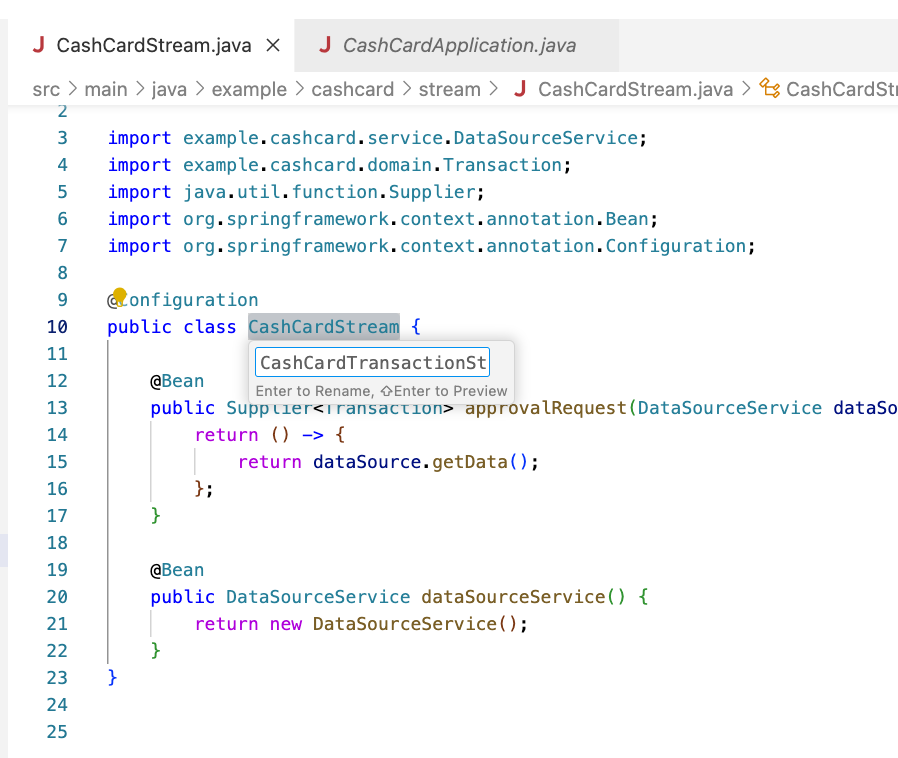 J CashCardStream.java × J CashCardApplication.java
src > main > java > example > cashcard > stream > J CashCardStream.java > CashCardStr
2
3 import example.cashcard.service.DataSourceService;
4 import example.cashcard.domain.Transaction;
5 import java.util.function.Supplier;
6 import org.springframework.context.annotation.Bean;
7 import org.springframework.context.annotation.Configuration;
8
9 @Configuration
10 public class CashCardStream {
11
CashCardTransactionSt
12 @Bean
Enter to Rename, ⇧Enter to Preview
13 public Supplier<Transaction> approvalRequest(DataSourceService dataSo
14 return () -> {
15 return dataSource.getData();
16 };
17 }
18
19 @Bean
20 public DataSourceService dataSourceService() {
21 return new DataSourceService();
22 }
23 }
24
25